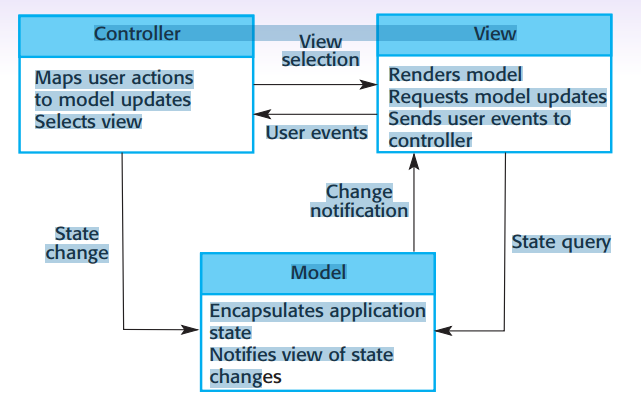 Controller
Maps user actions
to model updates
Selects view
View
selection
User events
View
Renders model
Requests model updates
Sends user events to
controller
State
change
Change
notification
State query
Model
Encapsulates application
state
Notifies view of state
changes